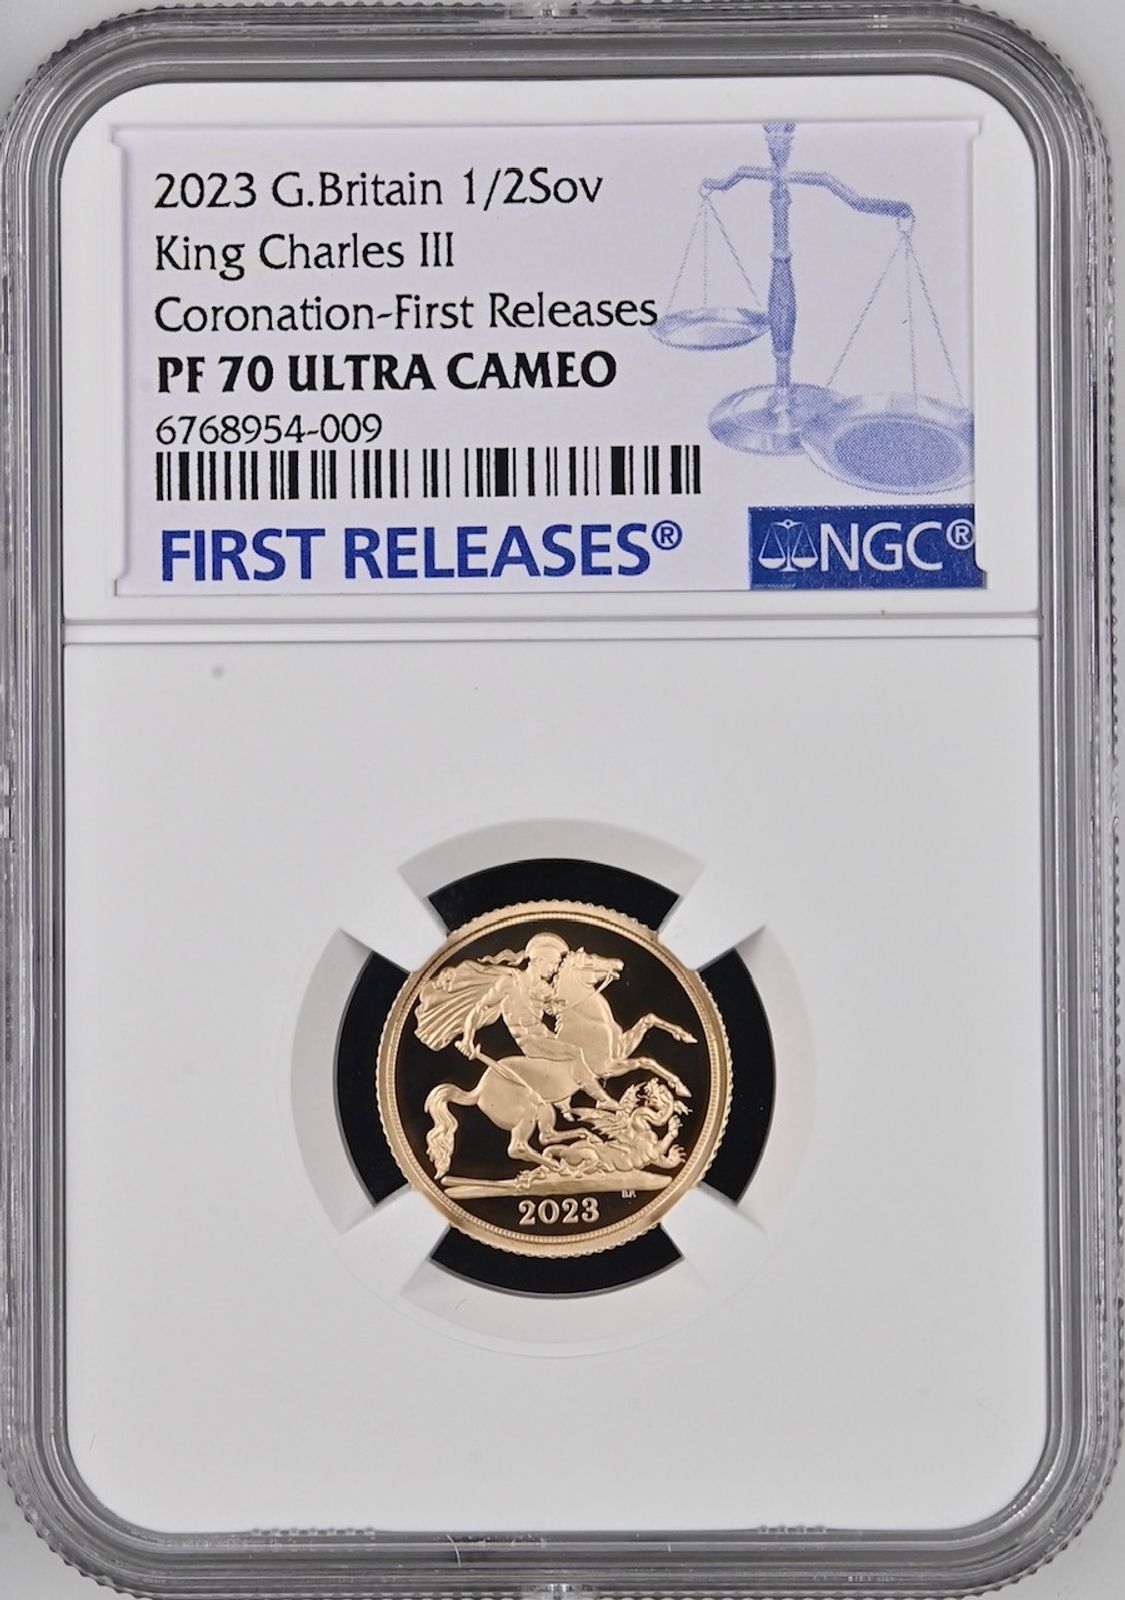 2023 G.Britain 1/2Sov
King Charles III
Coronation-First Releases
PF 70 ULTRA CAMEO
6768954-009
FIRST RELEASES®
NGC®
2023
B.P.